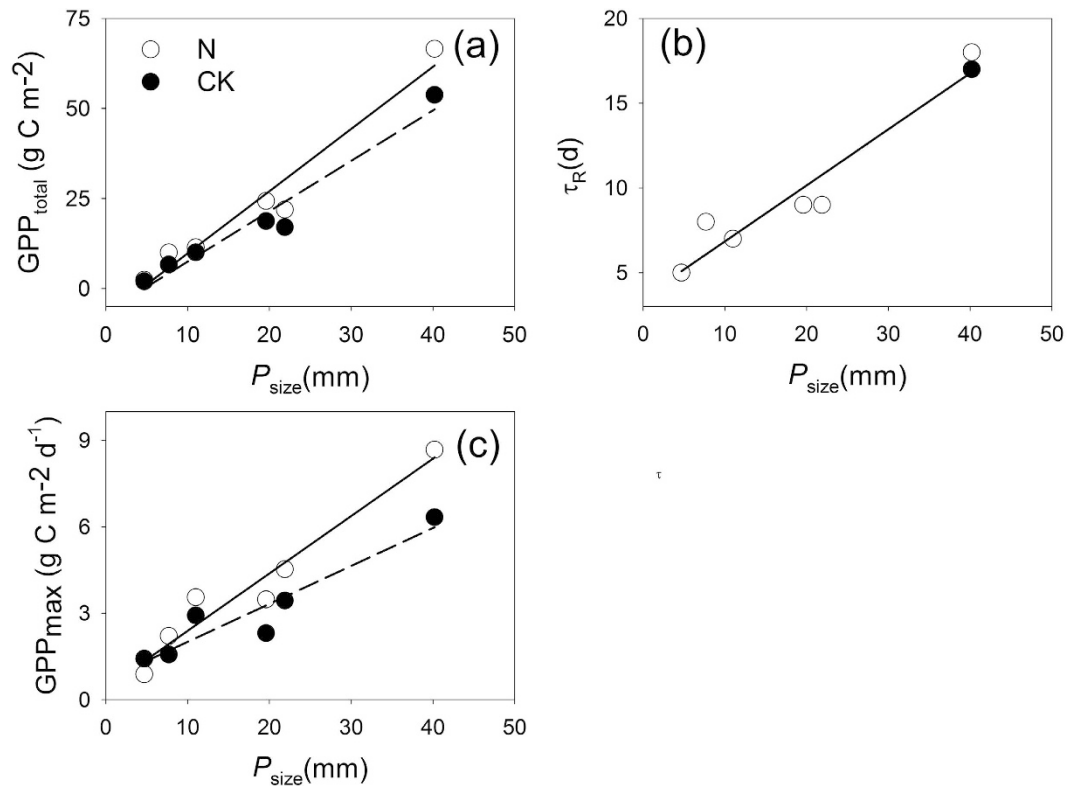 75
50
25
0
N
CK
(a)
GPPtotal (g C m-2)
0 10 20 30 40 50
Psize(mm)
20
15
10
5
(b)
τR(d)
0 10 20 30 40 50
Psize(mm)
9
6
3
0
(c)
GPPmax (g C m-2 d-1)
0 10 20 30 40 50
Psize(mm)
τ